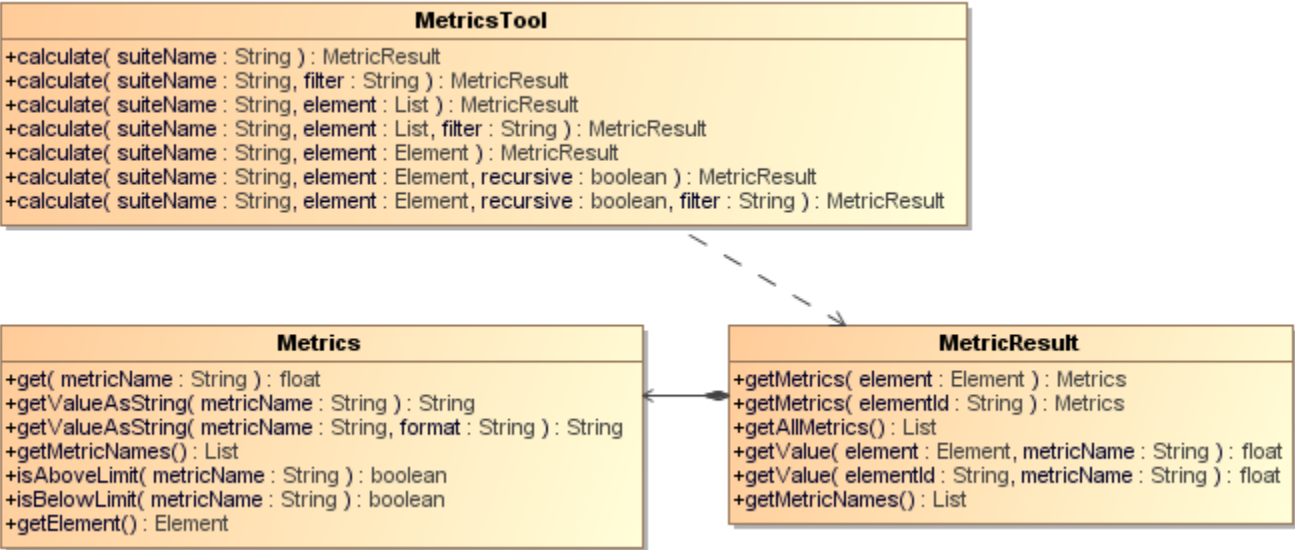 MetricsTool
+calculate( suiteName : String ) : MetricResult
+calculate( suiteName : String, filter : String ) : MetricResult
+calculate( suiteName : String, element : List ) : MetricResult
+calculate( suiteName : String, element : List, filter : String ) : MetricResult
+calculate( suiteName : String, element : Element ) : MetricResult
+calculate( suiteName : String, element : Element, recursive : boolean ) : MetricResult
+calculate( suiteName : String, element : Element, recursive : boolean, filter : String ) : MetricResult
Metrics
+get( metricName : String ) : float
+getValueAsString( metricName : String ) : String
+getValueAsString( metricName : String, format : String ) : String
+getMetricNames() : List
+isAboveLimit( metricName : String ) : boolean
+isBelowLimit( metricName : String ) : boolean
+getElement() : Element
MetricResult
+getMetrics( element : Element ) : Metrics
+getMetrics( elementId : String ) : Metrics
+getAllMetrics() : List
+getValue( element : Element, metricName : String ) : float
+getValue( elementId : String, metricName : String ) : float
+getMetricNames() : List